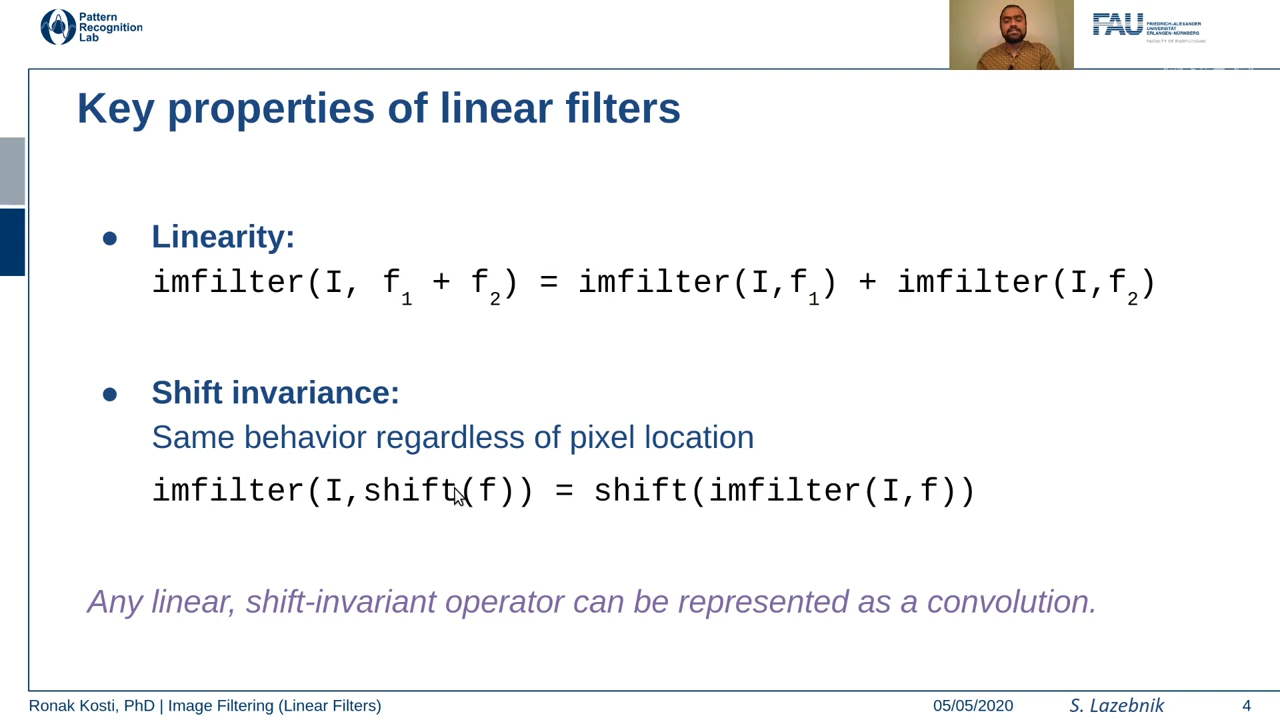 Pattern
Recognition
Lab
FAU
FRIEDRICH-ALEXANDER
UNIVERSITÄT
ERLANGEN-NÜRNBERG
Key properties of linear filters
● Linearity:
imfilter(I, f1 + f2) = imfilter(I,f1) + imfilter(I,f2)
● Shift invariance:
Same behavior regardless of pixel location
imfilter(I,shift(f)) = shift(imfilter(I,f))
Any linear, shift-invariant operator can be represented as a convolution.
Ronak Kosti, PhD | Image Filtering (Linear Filters) 05/05/2020 S. Lazebnik 4